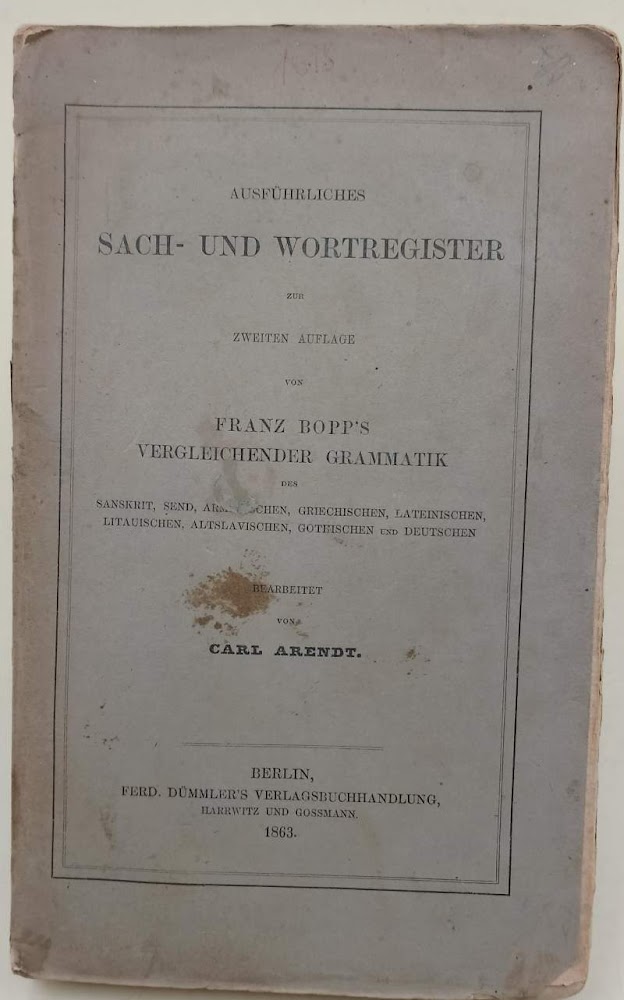 AUSFÜHRLICHES
SACH- UND WORTREGISTER
ZUR
ZWEITEN AUFLAGE
VON
FRANZ BOPP'S
VERGLEICHENDER GRAMMATIK
DES
SANSKRIT, SEND, GRIECHISCHEN, LATEINISCHEN,
LITAUISCHEN, ALTSLAVISCHEN, GOTHISCHEN UND DEUTSCHEN
BEARBEITET
VON
CARL ARENDT.
BERLIN,
FERD. DÜMMLER'S VERLAGSBUCHHANDLUNG,
HARRWITZ UND GOSSMANN.
1863.